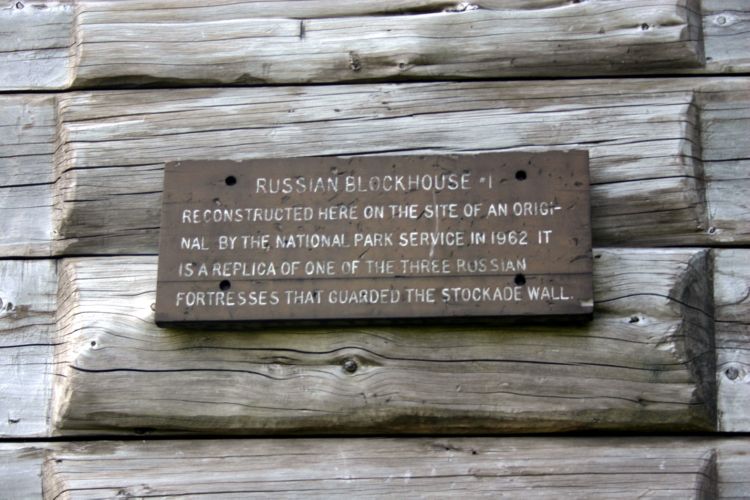 RUSSIAN BLOCKHOUSE #1
RECONSTRUCTED HERE ON THE SITE OF AN ORIGI-
NAL BY THE NATIONAL PARK SERVICE IN 1962 IT
IS A REPLICA OF ONE OF THE THREE RUSSIAN
FORTRESSES THAT GUARDED THE STOCKADE WALL.